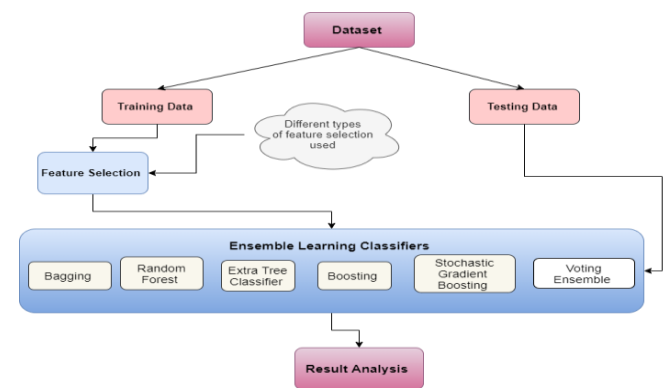 Dataset
Training Data
Testing Data
Different types
of feature selection
used
Feature Selection
Ensemble Learning Classifiers
Bagging
Random
Forest
Extra Tree
Classifier
Boosting
Stochastic
Gradient
Boosting
Voting
Ensemble
Result Analysis